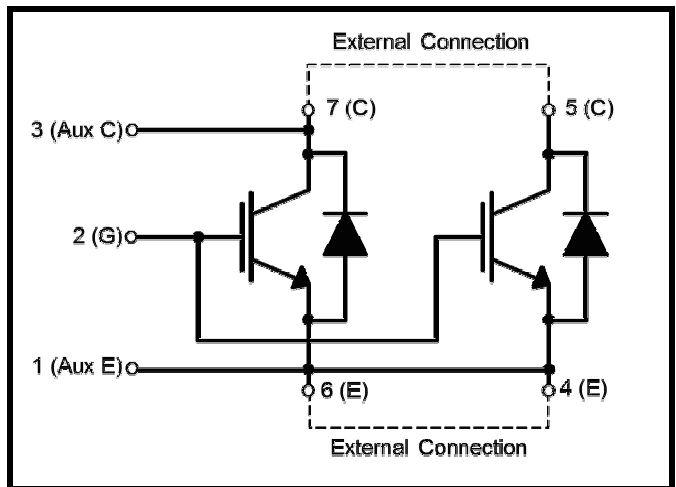 External Connection
7 (C)
5 (C)
3 (Aux C)
2 (G)
1 (Aux E)
6 (E)
4 (E)
External Connection